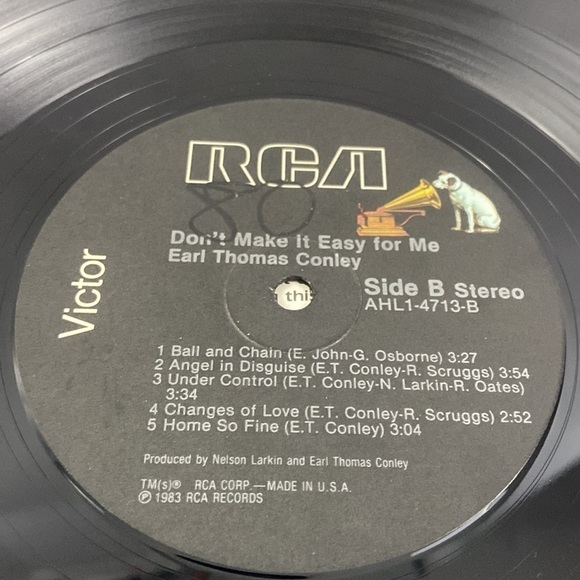 RCA
80
Don't Make It Easy for Me
Earl Thomas Conley
Victor
Side B Stereo
AHL1-4713-B
this
1 Ball and Chain (E. John-G. Osborne) 3:27
2 Angel in Disguise (E.T. Conley-R. Scruggs) 3:54
3 Under Control (E.T. Conley-N. Larkin-R. Oates)
3:34
4 Changes of Love (E.T. Conley-R. Scruggs) 2:52
5 Home So Fine (E.T. Conley) 3:04
Produced by Nelson Larkin and Earl Thomas Conley
TM(s)® RCA CORP.—MADE IN U.S.A.
℗ 1983 RCA RECORDS